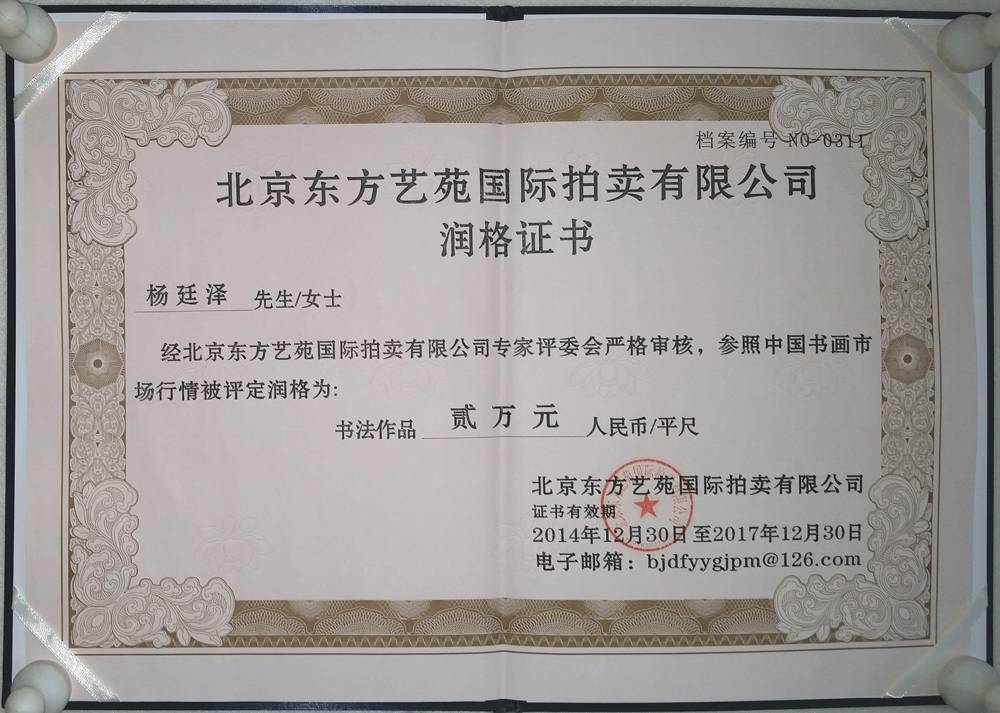 档案编号 NO-0311
北京东方艺苑国际拍卖有限公司
润格证书
杨廷泽 先生/女士
经北京东方艺苑国际拍卖有限公司专家评委会严格审核，参照中国书画市
场行情被评定润格为:
书法作品 贰万元 人民币/平尺
北京东方艺苑国际拍卖有限公司
证书有效期
2014年12月30日至2017年12月30日
电子邮箱：bjdfyygjpm@126.com